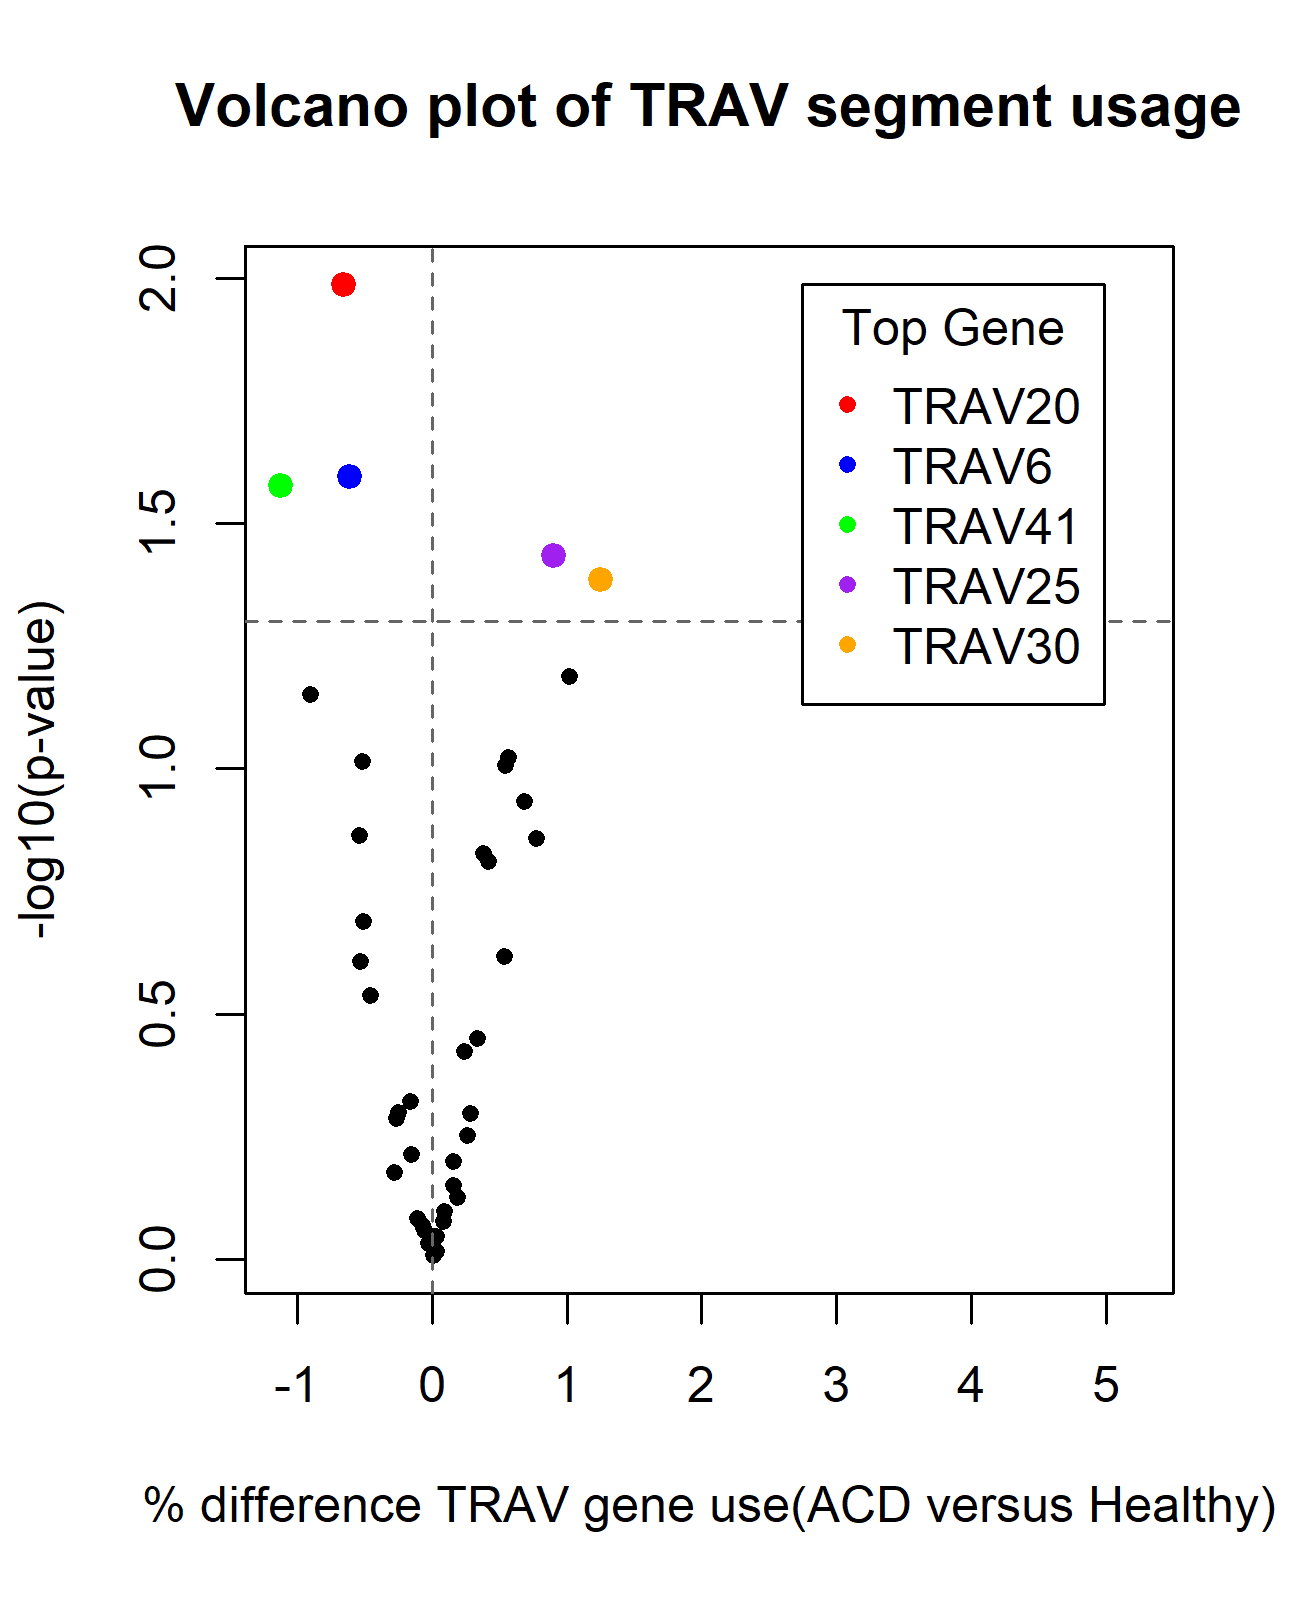 Volcano plot of TRAV segment usage
2.0
1.5
1.0
0.5
0.0
-log10(p-value)
Top Gene
TRAV20
TRAV6
TRAV41
TRAV25
TRAV30
-1 0 1 2 3 4 5
% difference TRAV gene use(ACD versus Healthy)